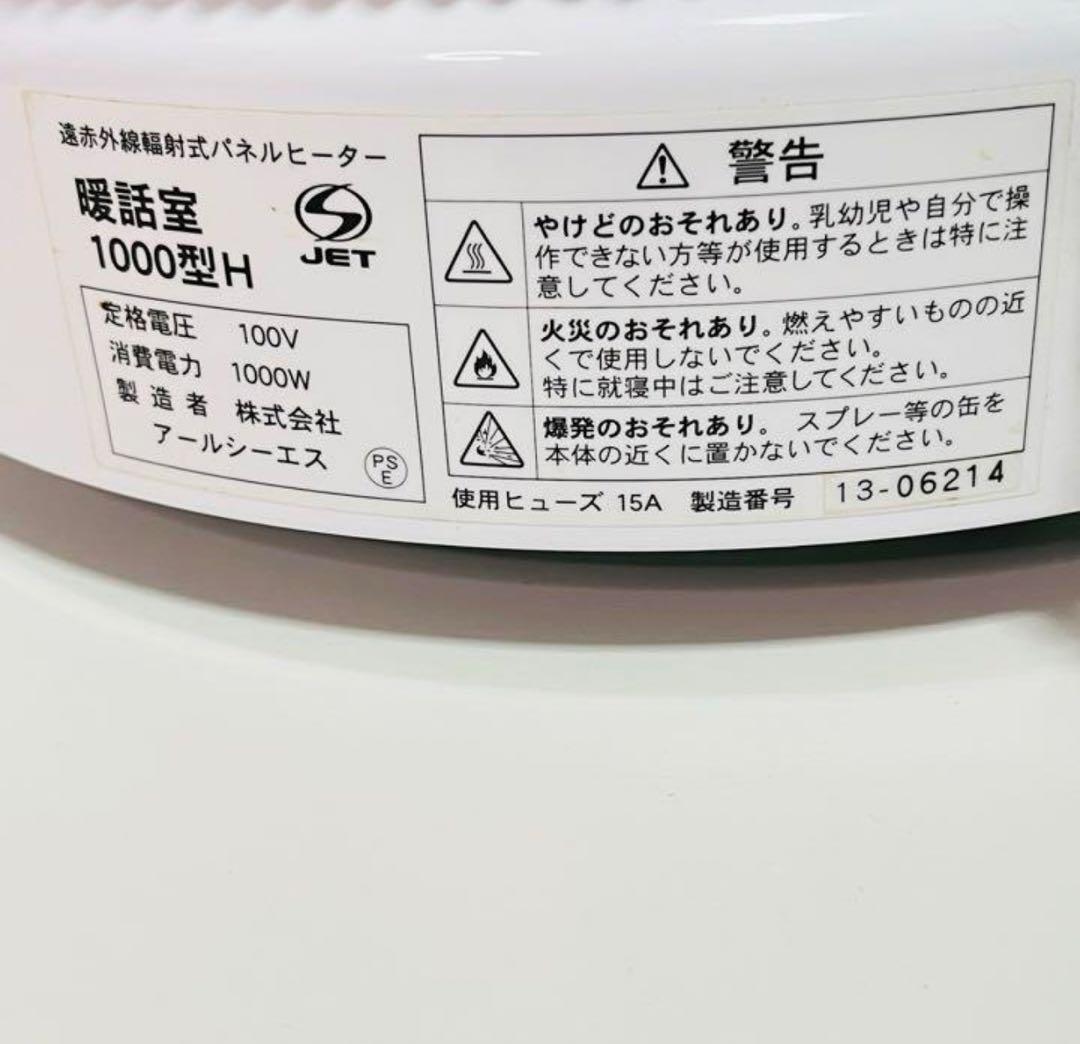 遠赤外線輻射式パネルヒーター
暖話室
1000型H
JET
定格電圧 100V
消費電力 1000W
製造者 株式会社
アールシーエス
PS
E
警告
やけどのおそれあり。乳幼児や自分で操
作できない方等が使用するときは特に注
意してください。
火災のおそれあり。燃えやすいものの近
くで使用しないでください。
特に就寝中はご注意してください。
爆発のおそれあり。 スプレー等の缶を
本体の近くに置かないでください。
使用ヒューズ 15A 製造番号 13-06214